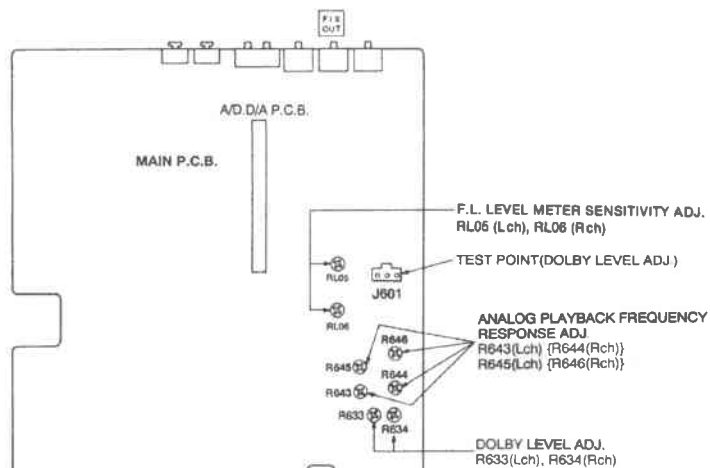 FIX
OUT
A/D.D/A P.C.B.
MAIN P.C.B.
F.L. LEVEL METER SENSITIVITY ADJ.
RL05 (Lch), RL06 (Rch)
TEST POINT(DOLBY LEVEL ADJ.)
RL05
J601
RL06
ANALOG PLAYBACK FREQUENCY
RESPONSE ADJ.
R643(Lch) {R644(Rch)}
R645(Lch) {R646(Rch)}
R646
R645
R644
R643
R633
R634
DOLBY LEVEL ADJ.
R633(Lch), R634(Rch)